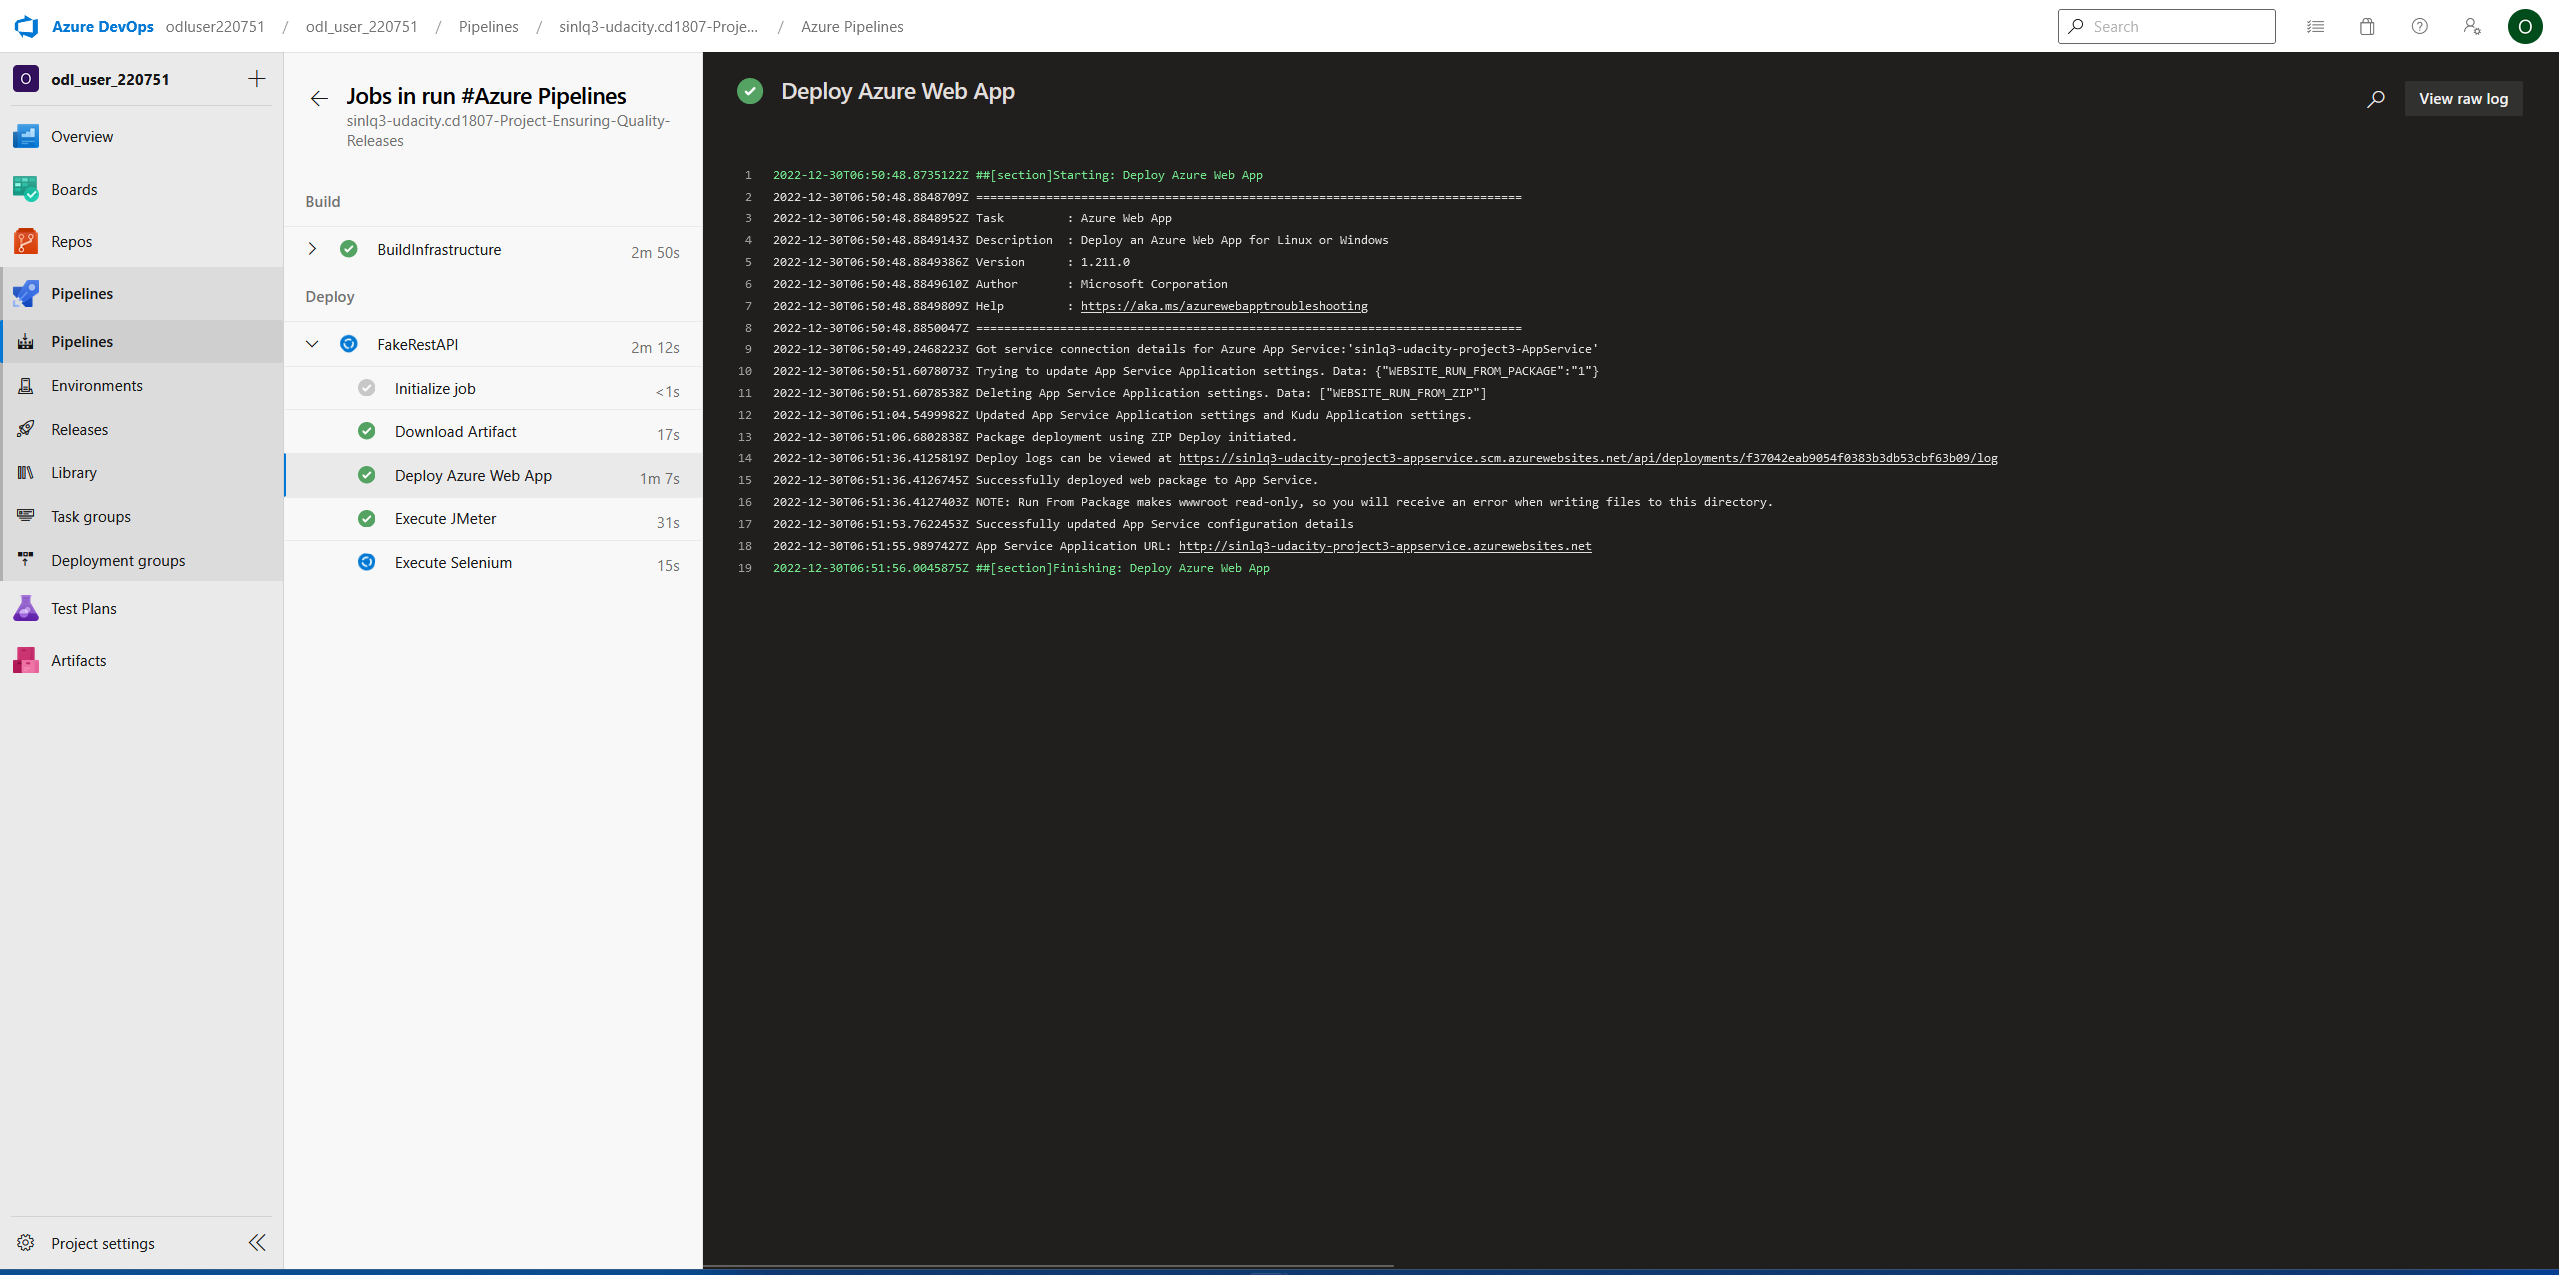 Azure DevOps odluser220751 / odl_user_220751 / Pipelines / sinlq3-udacity.cd1807-Proje... / Azure Pipelines
Search
O
O odl_user_220751
Overview
Boards
Repos
Pipelines
Pipelines
Environments
Releases
Library
Task groups
Deployment groups
Test Plans
Artifacts
Project settings
Jobs in run #Azure Pipelines
sinlq3-udacity.cd1807-Project-Ensuring-Quality-
Releases
Build
BuildInfrastructure 2m 50s
Deploy
FakeRestAPI 2m 12s
Initialize job <1s
Download Artifact 17s
Deploy Azure Web App 1m 7s
Execute JMeter 31s
Execute Selenium 15s
Deploy Azure Web App
View raw log
1 2022-12-30T06:50:48.8735122Z ##[section]Starting: Deploy Azure Web App
2 2022-12-30T06:50:48.8848709Z ==============================================================================
3 2022-12-30T06:50:48.8848952Z Task         : Azure Web App
4 2022-12-30T06:50:48.8849143Z Description  : Deploy an Azure Web App for Linux or Windows
5 2022-12-30T06:50:48.8849386Z Version      : 1.211.0
6 2022-12-30T06:50:48.8849610Z Author       : Microsoft Corporation
7 2022-12-30T06:50:48.8849809Z Help         : https://aka.ms/azurewebapptroubleshooting
8 2022-12-30T06:50:48.8850047Z ==============================================================================
9 2022-12-30T06:50:49.2468223Z Got service connection details for Azure App Service:'sinlq3-udacity-project3-AppService'
10 2022-12-30T06:50:51.6078073Z Trying to update App Service Application settings. Data: {"WEBSITE_RUN_FROM_PACKAGE":"1"}
11 2022-12-30T06:50:51.6078538Z Deleting App Service Application settings. Data: ["WEBSITE_RUN_FROM_ZIP"]
12 2022-12-30T06:51:04.5499982Z Updated App Service Application settings and Kudu Application settings.
13 2022-12-30T06:51:06.6802838Z Package deployment using ZIP Deploy initiated.
14 2022-12-30T06:51:36.4125819Z Deploy logs can be viewed at https://sinlq3-udacity-project3-appservice.scm.azurewebsites.net/api/deployments/f37042eab9054f0383b3db53cbf63b09/log
15 2022-12-30T06:51:36.4126745Z Successfully deployed web package to App Service.
16 2022-12-30T06:51:36.4127403Z NOTE: Run From Package makes wwwroot read-only, so you will receive an error when writing files to this directory.
17 2022-12-30T06:51:53.7622453Z Successfully updated App Service configuration details
18 2022-12-30T06:51:55.9897427Z App Service Application URL: http://sinlq3-udacity-project3-appservice.azurewebsites.net
19 2022-12-30T06:51:56.0045875Z ##[section]Finishing: Deploy Azure Web App